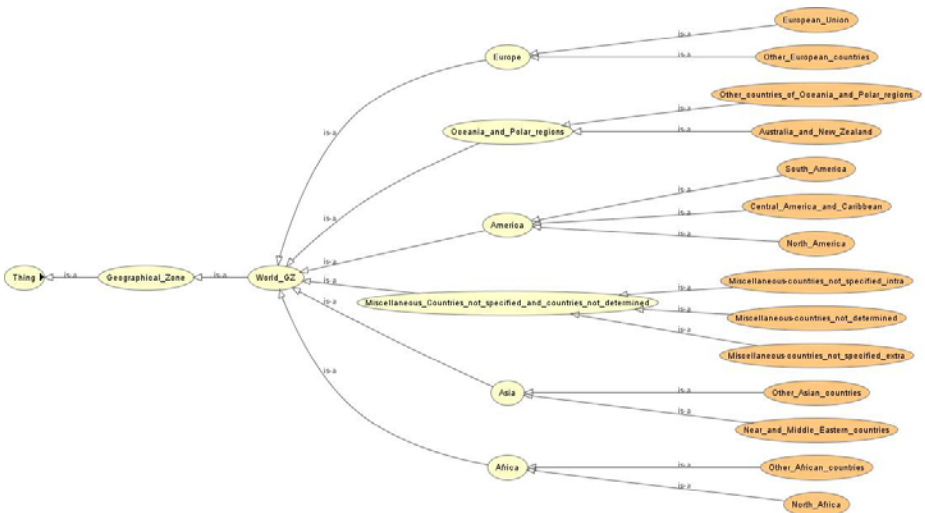 European_Union
Europe
is-a
is-a
Other_European_countries
Other_countries_of_Oceania_and_Polar_regions
is-a
is-a
Oceania_and_Polar_regions
is-a
Australia_and_New_Zealand
South_America
is-a
Central_America_and_Caribbean
is-a
is-a
America
is-a
North_America
is-a
Thing
is-a
Geographical_Zone
is-a
World_GZ
is-a
Miscellaneous-countries_not_specified_intra
is-a
is-a
Miscellaneous_Countries_not_specified_and_countries_not_determined
is-a
Miscellaneous-countries_not_determined
is-a
Miscellaneous-countries_not_specified_extra
is-a
Asia
is-a
Other_Asian_countries
is-a
Near_and_Middle_Eastern_countries
Africa
is-a
Other_African_countries
is-a
North_Africa